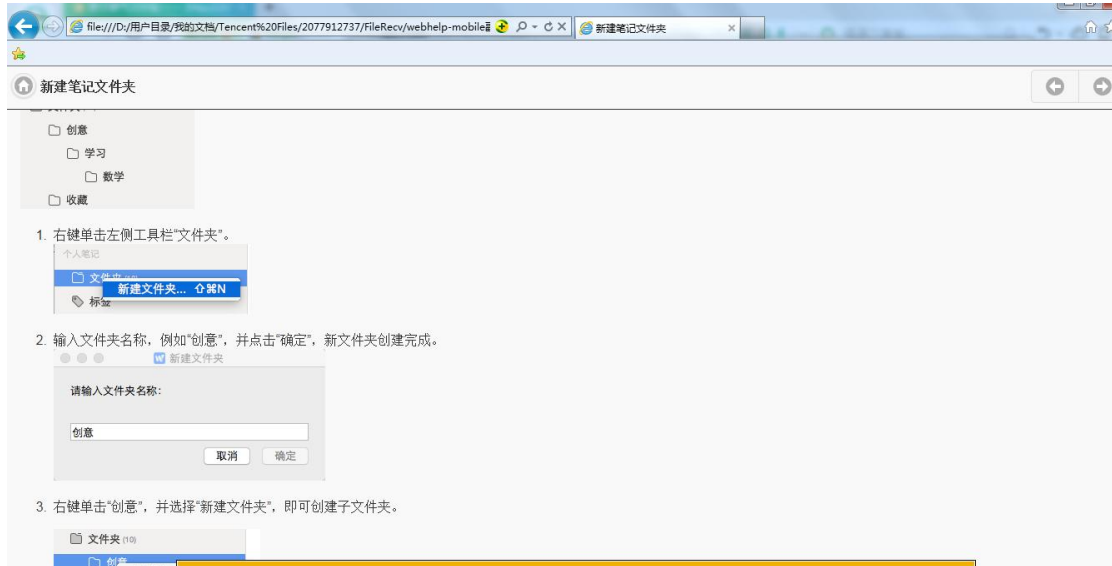 file:///D:/用户目录/我的文档/Tencent%20Files/2077912737/FileRecv/webhelp-mobile
新建笔记文件夹
新建笔记文件夹
创意
学习
数学
收藏
1. 右键单击左侧工具栏“文件夹”。
个人笔记
文件夹
新建文件夹... ⇧⌘N
标签
2. 输入文件夹名称，例如“创意”，并点击“确定”，新文件夹创建完成。
新建文件夹
请输入文件夹名称：
创意
取消 确定
3. 右键单击“创意”，并选择“新建文件夹”，即可创建子文件夹。
文件夹 (10)
创意